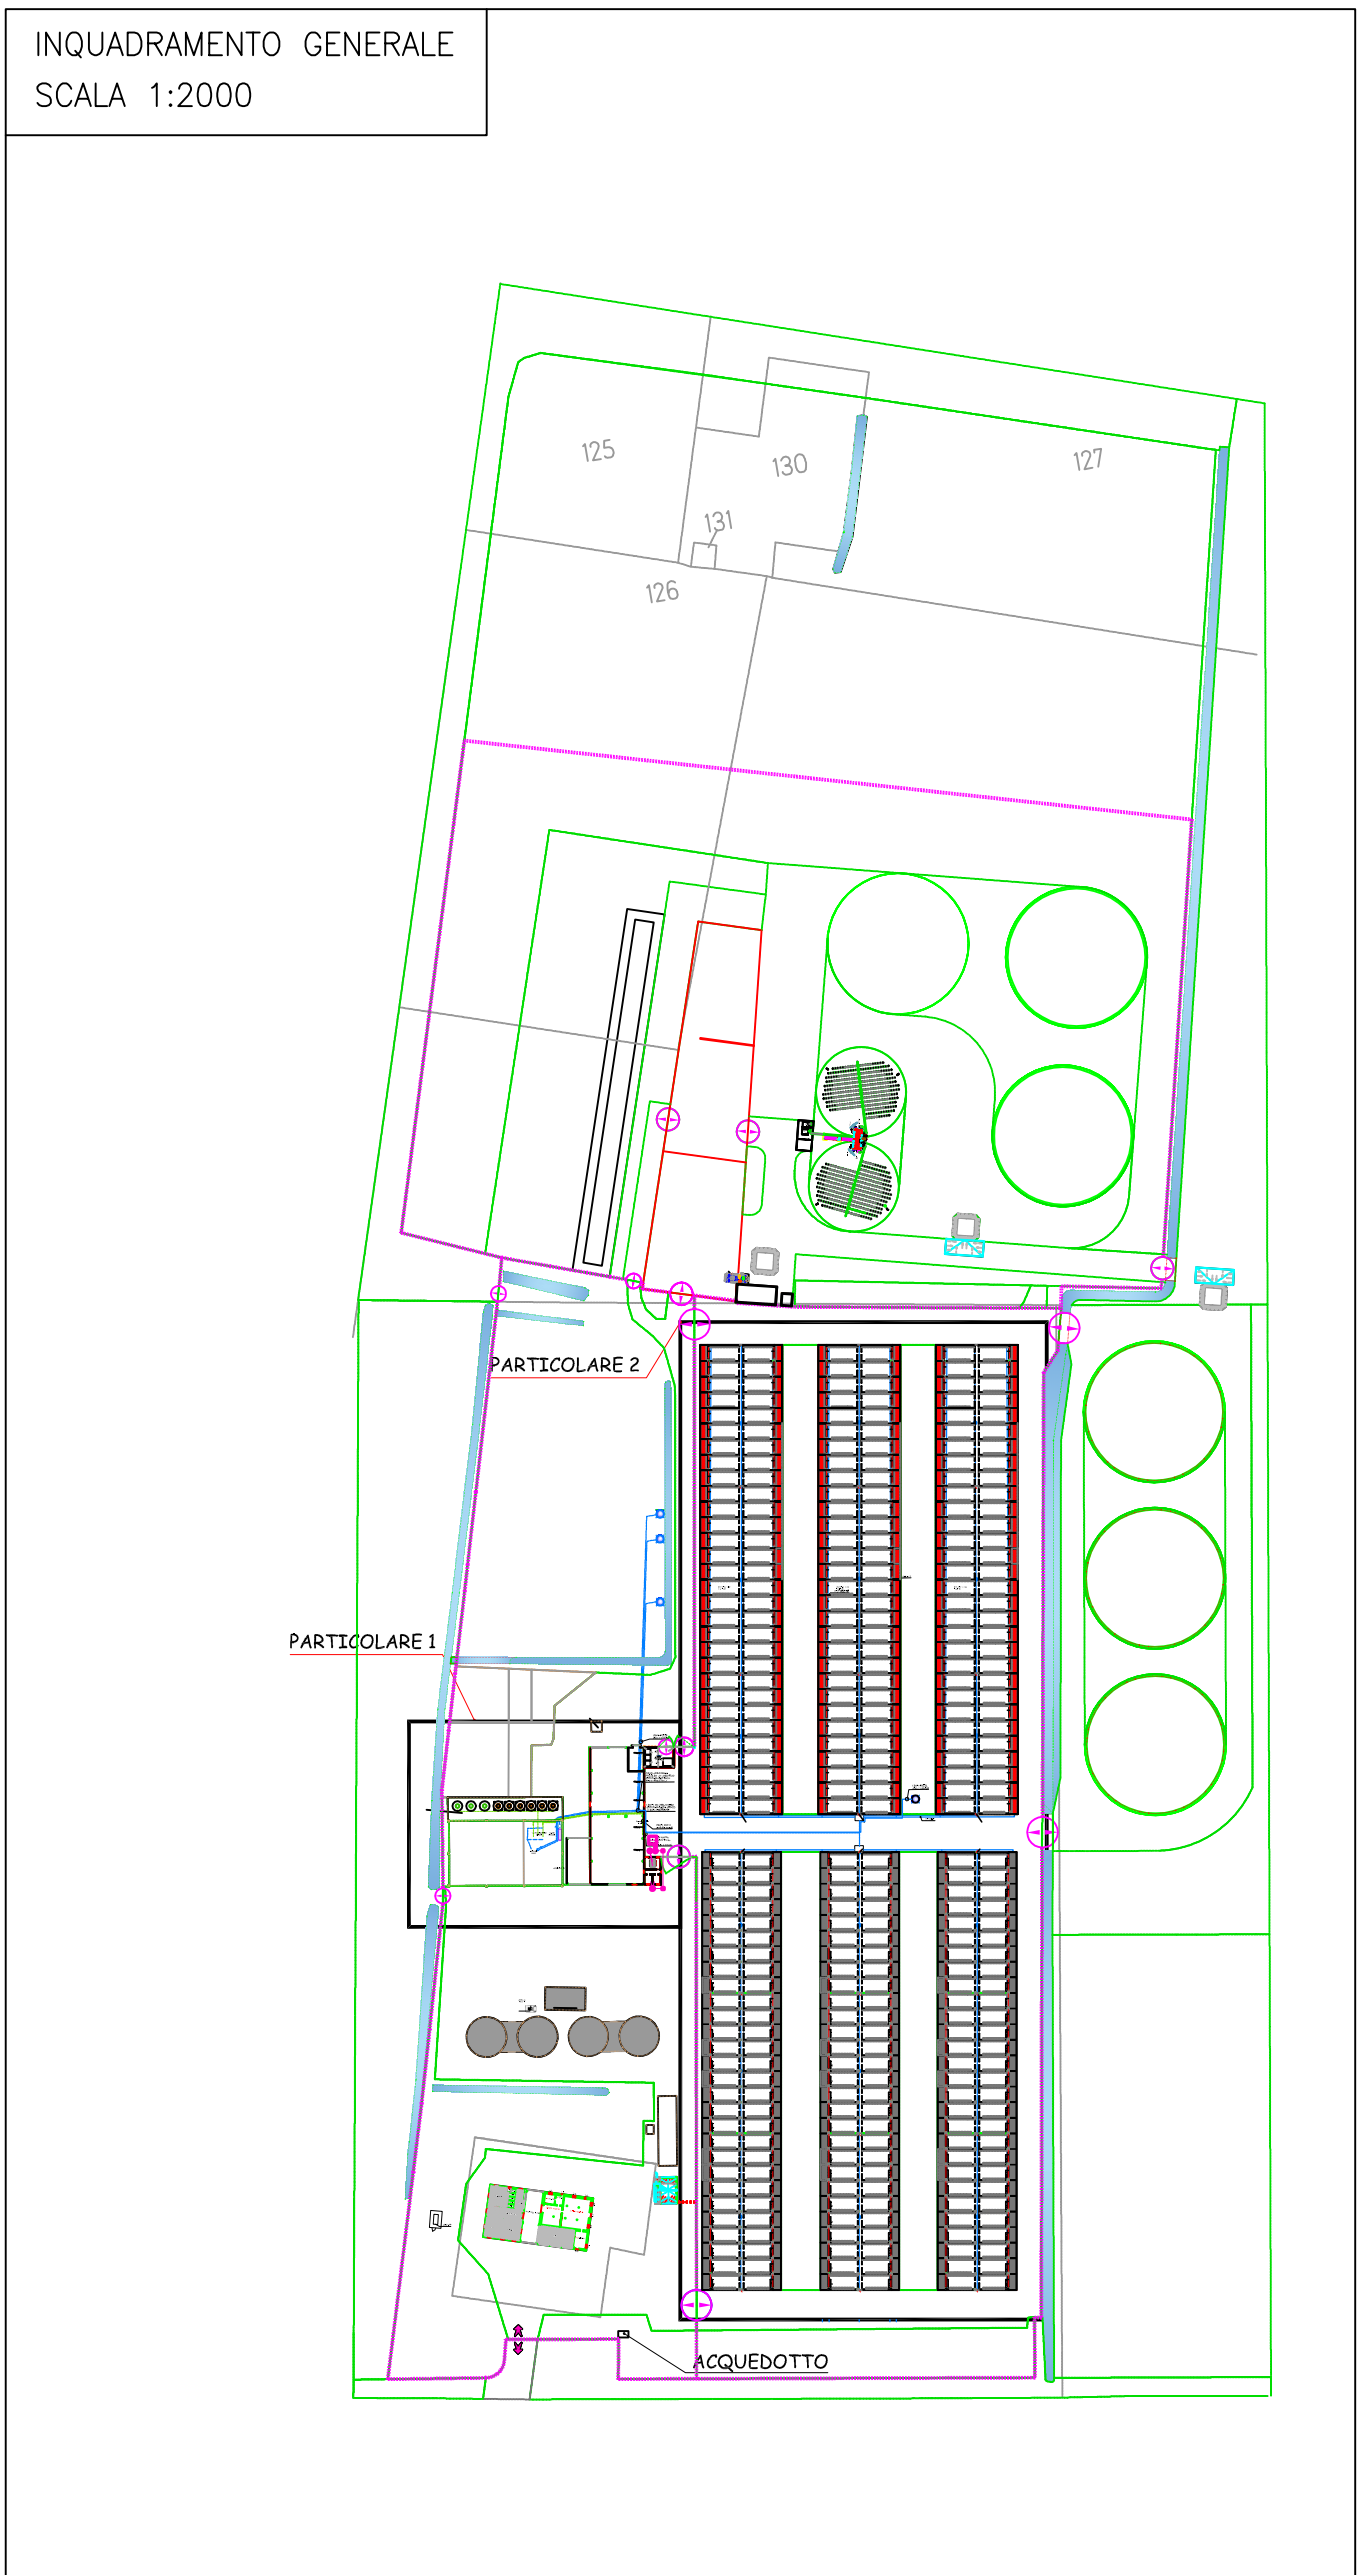 INQUADRAMENTO GENERALE
SCALA 1:2000
125
130
127
131
126
PARTICOLARE 2
PARTICOLARE 1
ACQUEDOTTO